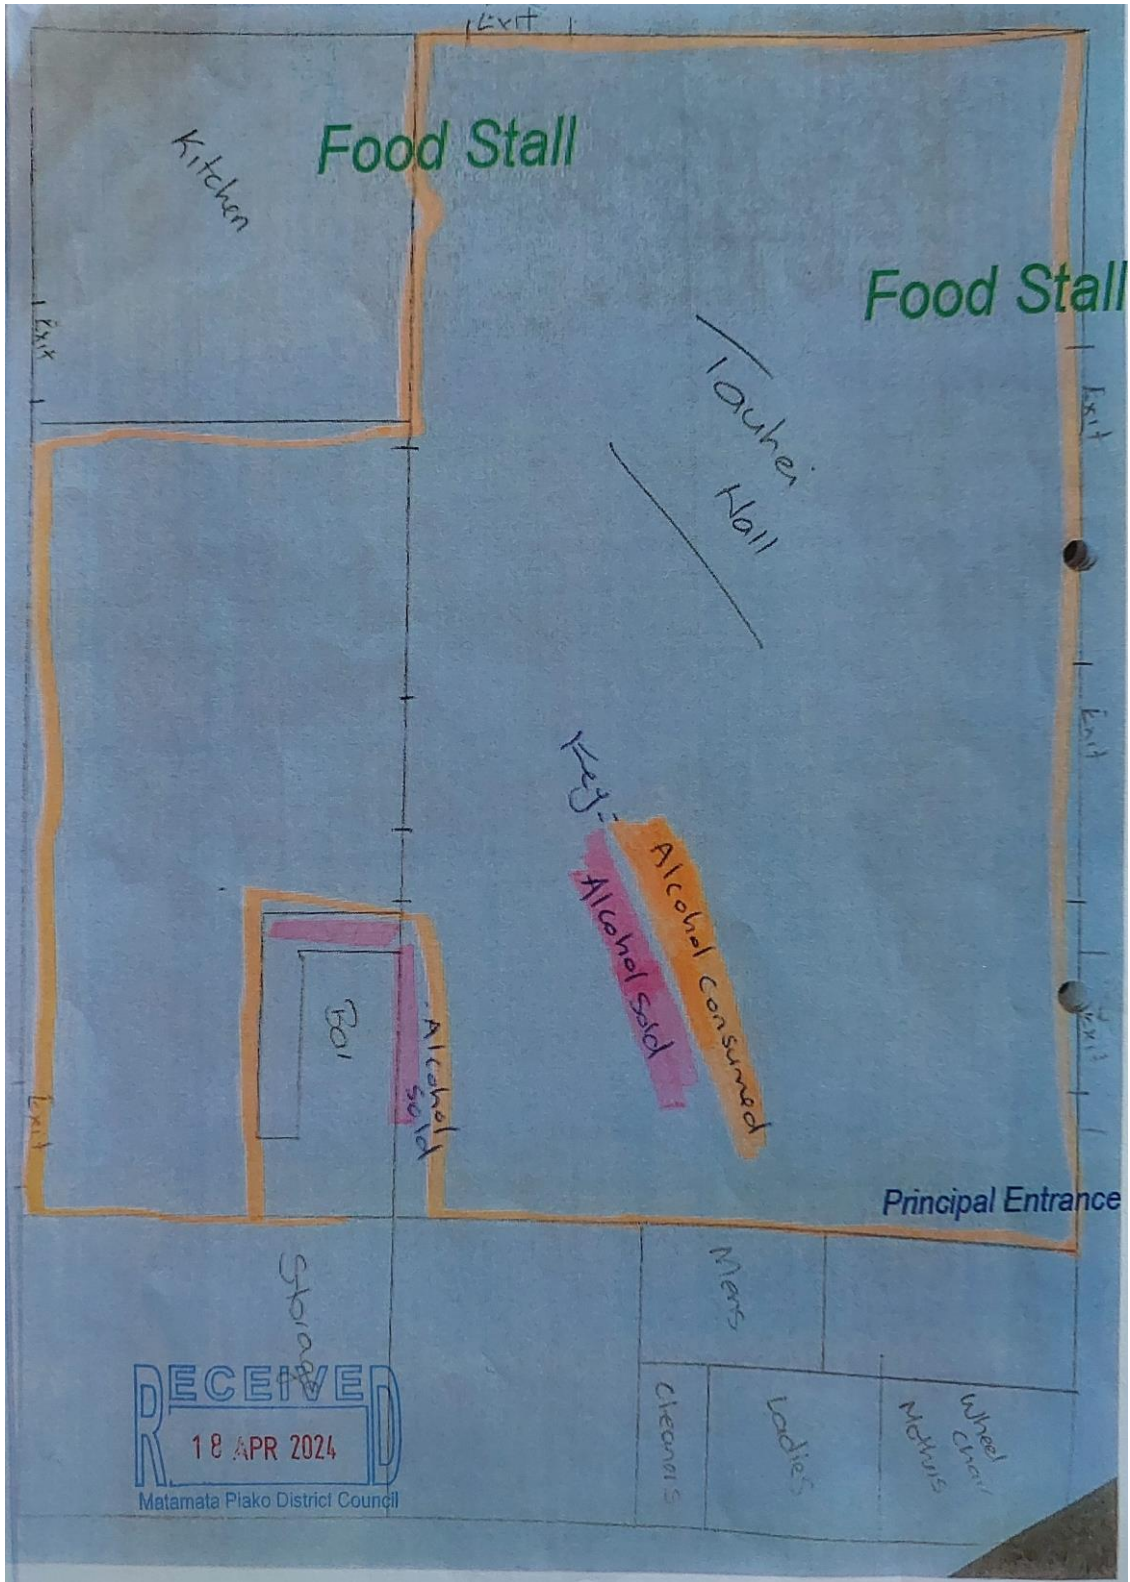 Exit
Kitchen
Food Stall
Food Stall
Exit
Tauhei
Hall
Exit
Exit
Key:-
Alcohol consumed
Alcohol sold
Bar
Alcohol
sold
Exit
Exit
Principal Entrance
Storage
Mens
Cleaners
Ladies
Wheel
Chair
Mothers
RECEIVED
18 APR 2024
Matamata Piako District Council